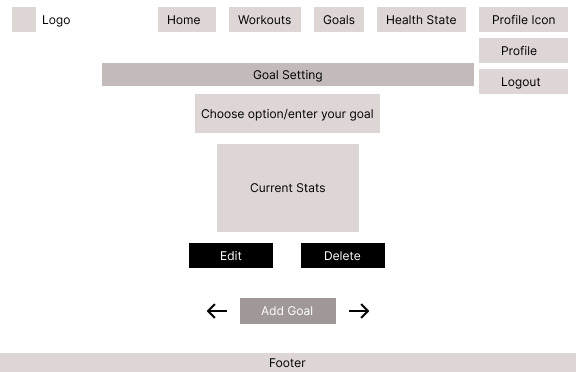 Logo
Home
Workouts
Goals
Health State
Profile Icon
Profile
Logout
Goal Setting
Choose option/enter your goal
Current Stats
Edit
Delete
Add Goal
Footer